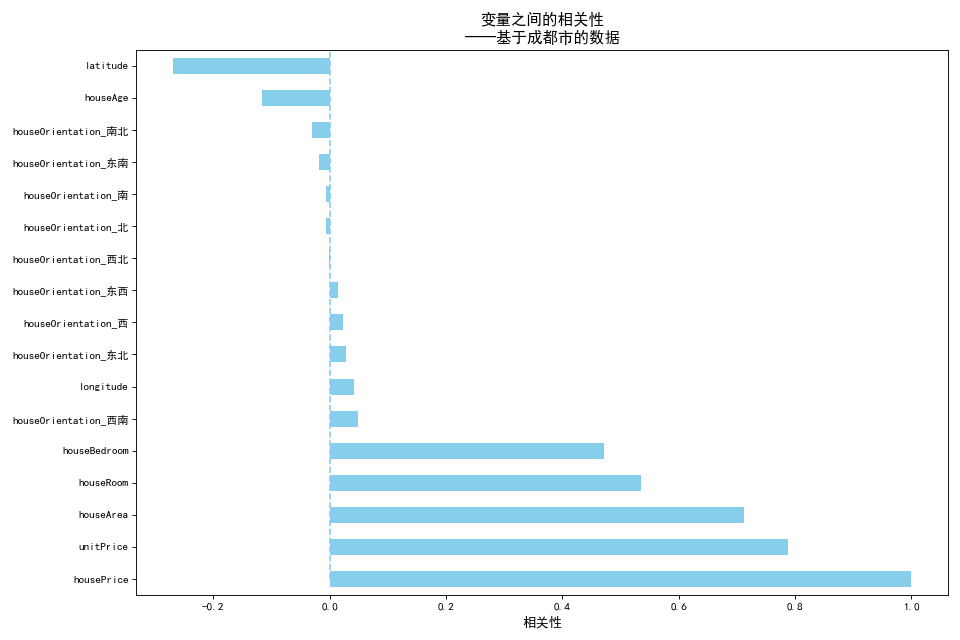 变量之间的相关性
——基于成都市的数据
latitude
houseAge
houseOrientation_南北
houseOrientation_东南
houseOrientation_南
houseOrientation_北
houseOrientation_西北
houseOrientation_东西
houseOrientation_西
houseOrientation_东北
longitude
houseOrientation_西南
houseBedroom
houseRoom
houseArea
unitPrice
housePrice
-0.2 0.0 0.2 0.4 0.6 0.8 1.0
相关性